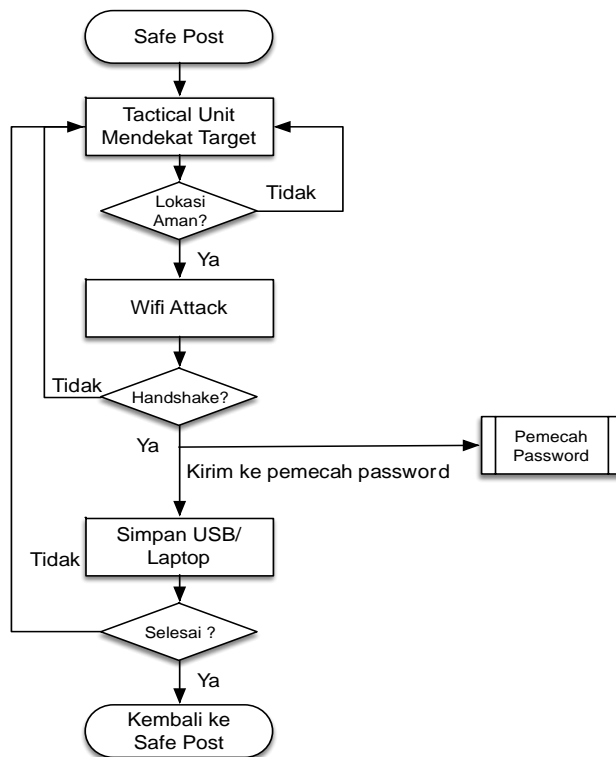 Safe Post
Tactical Unit
Mendekat Target
Tidak
Lokasi
Aman?
Ya
Wifi Attack
Tidak
Handshake?
Ya
Pemecah
Password
Kirim ke pemecah password
Simpan USB/
Laptop
Tidak
Selesai ?
Ya
Kembali ke
Safe Post